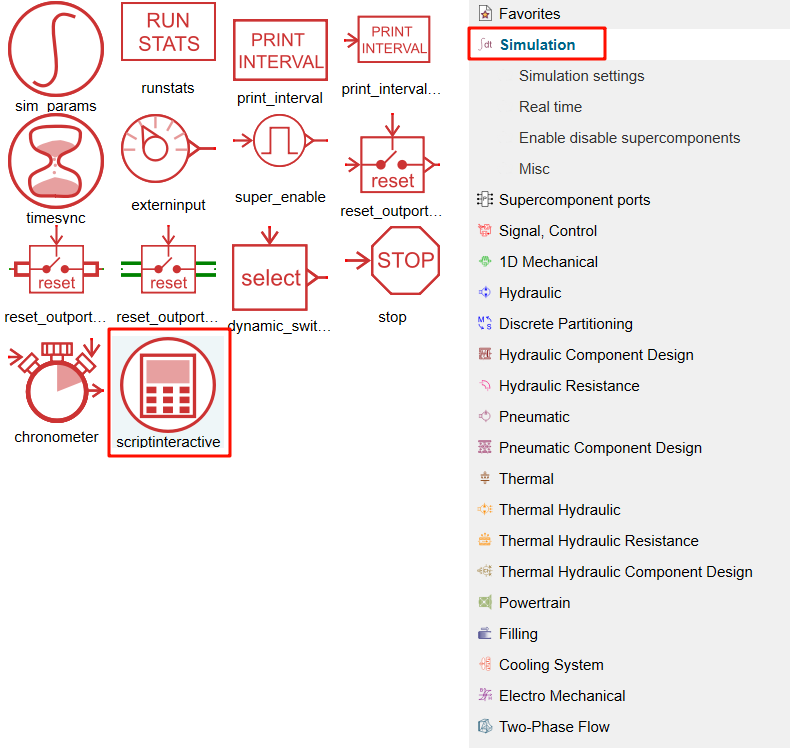 RUN
STATS
PRINT
INTERVAL
PRINT
INTERVAL
sim_params
runstats
print_interval
print_interval...
reset
timesync
externinput
super_enable
reset_outport...
reset
reset
select
STOP
reset_outport...
reset_outport...
dynamic_swit...
stop
chronometer
scriptinteractive
Favorites
∫dt Simulation
Simulation settings
Real time
Enable disable supercomponents
Misc
Supercomponent ports
Signal, Control
1D Mechanical
Hydraulic
M S Discrete Partitioning
Hydraulic Component Design
Hydraulic Resistance
Pneumatic
Pneumatic Component Design
Thermal
Thermal Hydraulic
Thermal Hydraulic Resistance
Thermal Hydraulic Component Design
Powertrain
Filling
Cooling System
Electro Mechanical
Two-Phase Flow